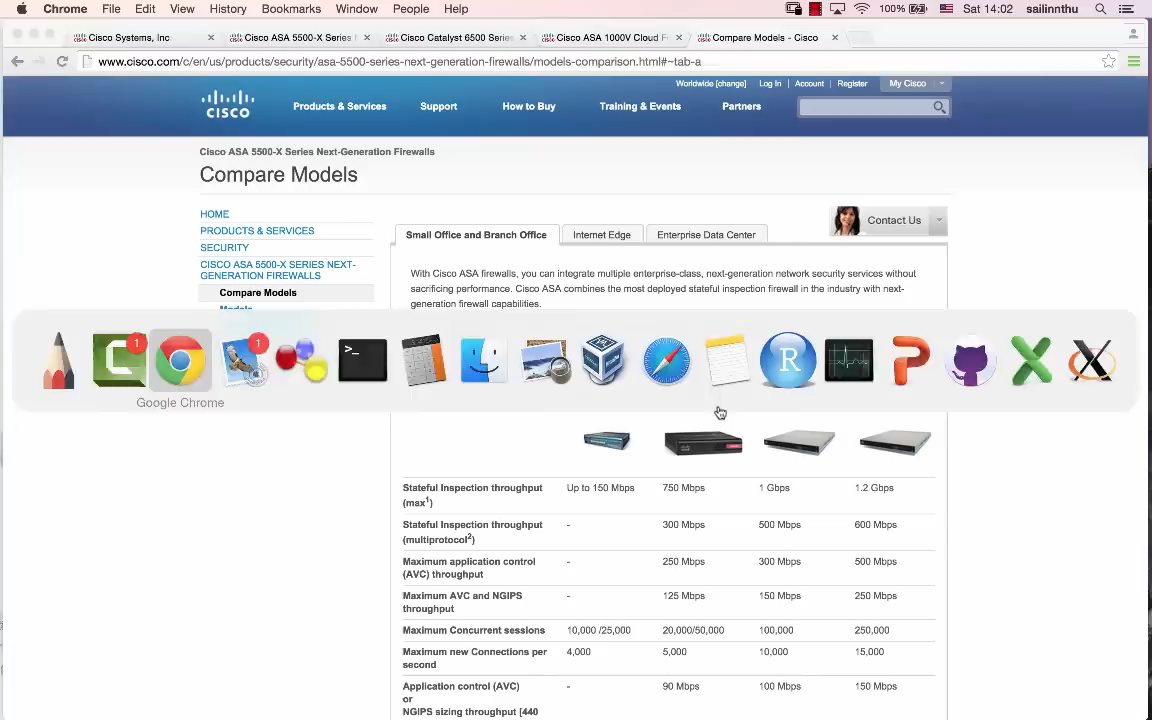 Chrome File Edit View History Bookmarks Window People Help 100% Sat 14:02 sailinnthu
Cisco Systems, Inc Cisco ASA 5500-X Series Cisco Catalyst 6500 Series Cisco ASA 1000V Cloud F Compare Models - Cisco
www.cisco.com/c/en/us/products/security/asa-5500-series-next-generation-firewalls/models-comparison.html#~tab-a
Worldwide [change] Log In Account Register My Cisco
CISCO
Products & Services Support How to Buy Training & Events Partners
Cisco ASA 5500-X Series Next-Generation Firewalls
Compare Models
HOME
PRODUCTS & SERVICES
SECURITY
CISCO ASA 5500-X SERIES NEXT-
GENERATION FIREWALLS
Compare Models
Models
Contact Us
Small Office and Branch Office Internet Edge Enterprise Data Center
With Cisco ASA firewalls, you can integrate multiple enterprise-class, next-generation network security services without
sacrificing performance. Cisco ASA combines the most deployed stateful inspection firewall in the industry with next-
generation firewall capabilities.
1 1
Google Chrome
Stateful Inspection throughput Up to 150 Mbps 750 Mbps 1 Gbps 1.2 Gbps
(max1)
Stateful Inspection throughput - 300 Mbps 500 Mbps 600 Mbps
(multiprotocol2)
Maximum application control - 250 Mbps 300 Mbps 500 Mbps
(AVC) throughput
Maximum AVC and NGIPS - 125 Mbps 150 Mbps 250 Mbps
throughput
Maximum Concurrent sessions 10,000 /25,000 20,000/50,000 100,000 250,000
Maximum new Connections per 4,000 5,000 10,000 15,000
second
Application control (AVC) - 90 Mbps 100 Mbps 150 Mbps
or
NGIPS sizing throughput [440